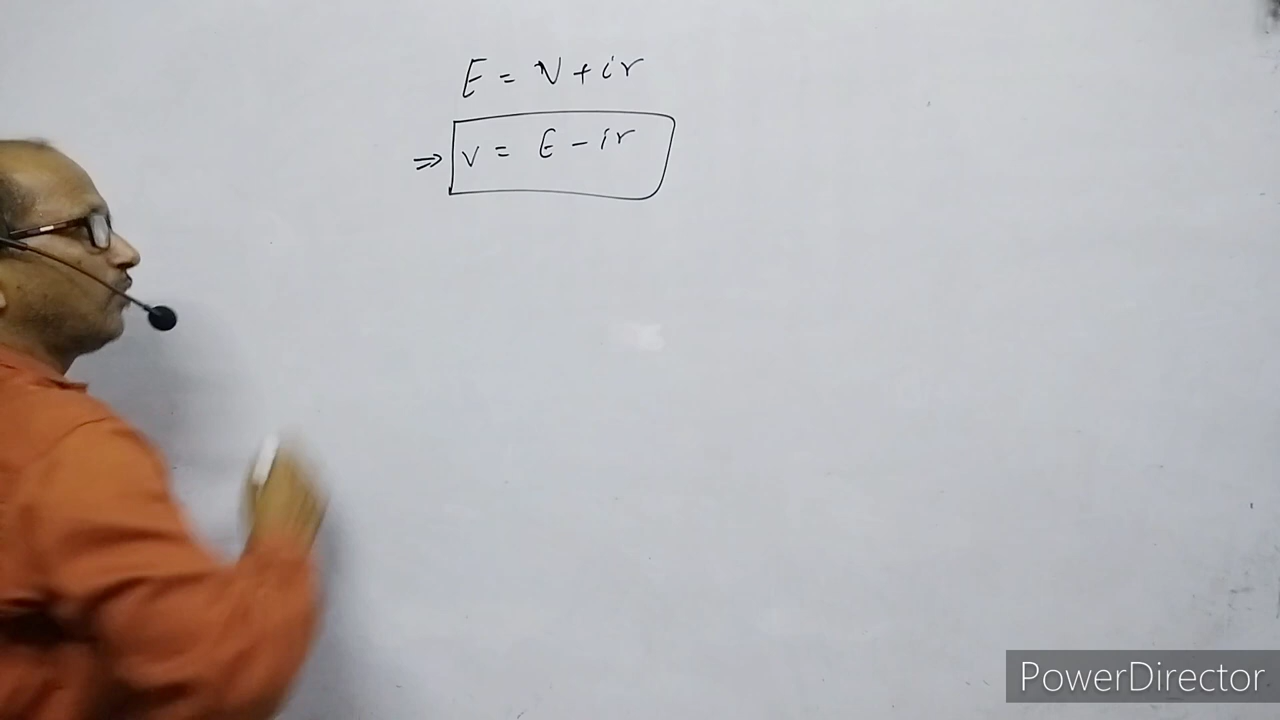 E = V + ir
⇒ V = E - ir
PowerDirector